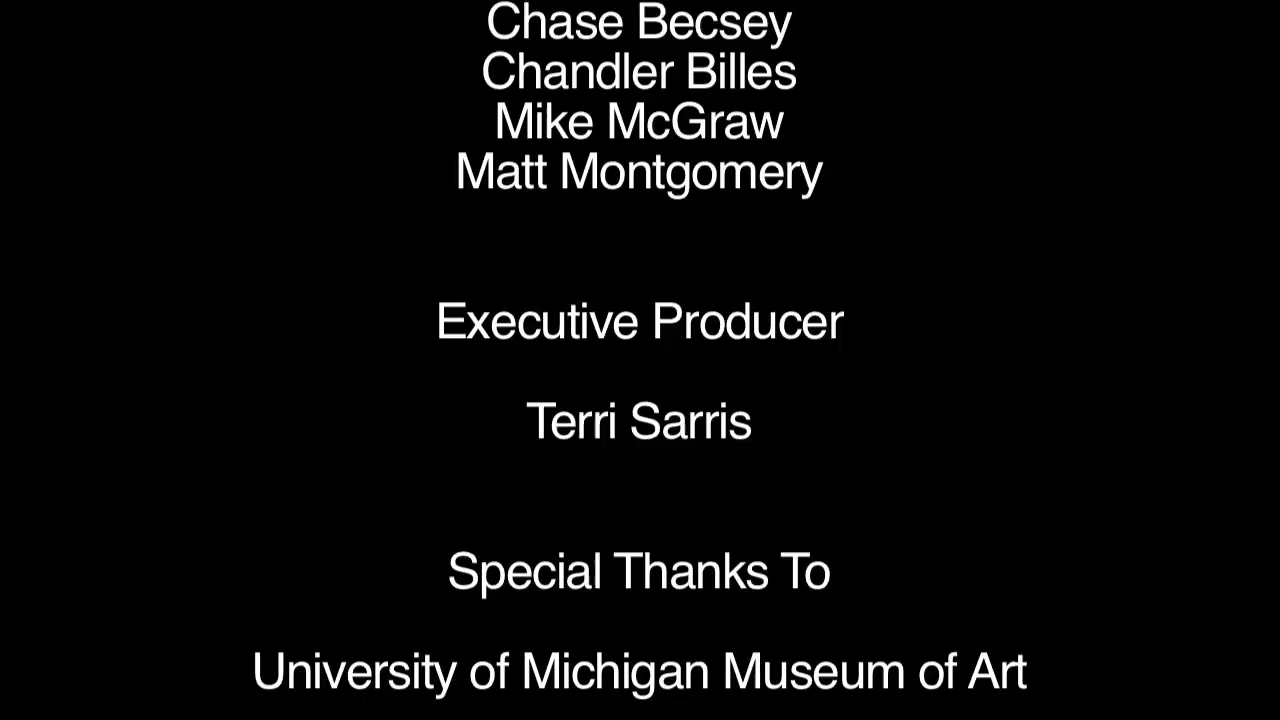 Chase Becsey
Chandler Billes
Mike McGraw
Matt Montgomery
Executive Producer
Terri Sarris
Special Thanks To
University of Michigan Museum of Art